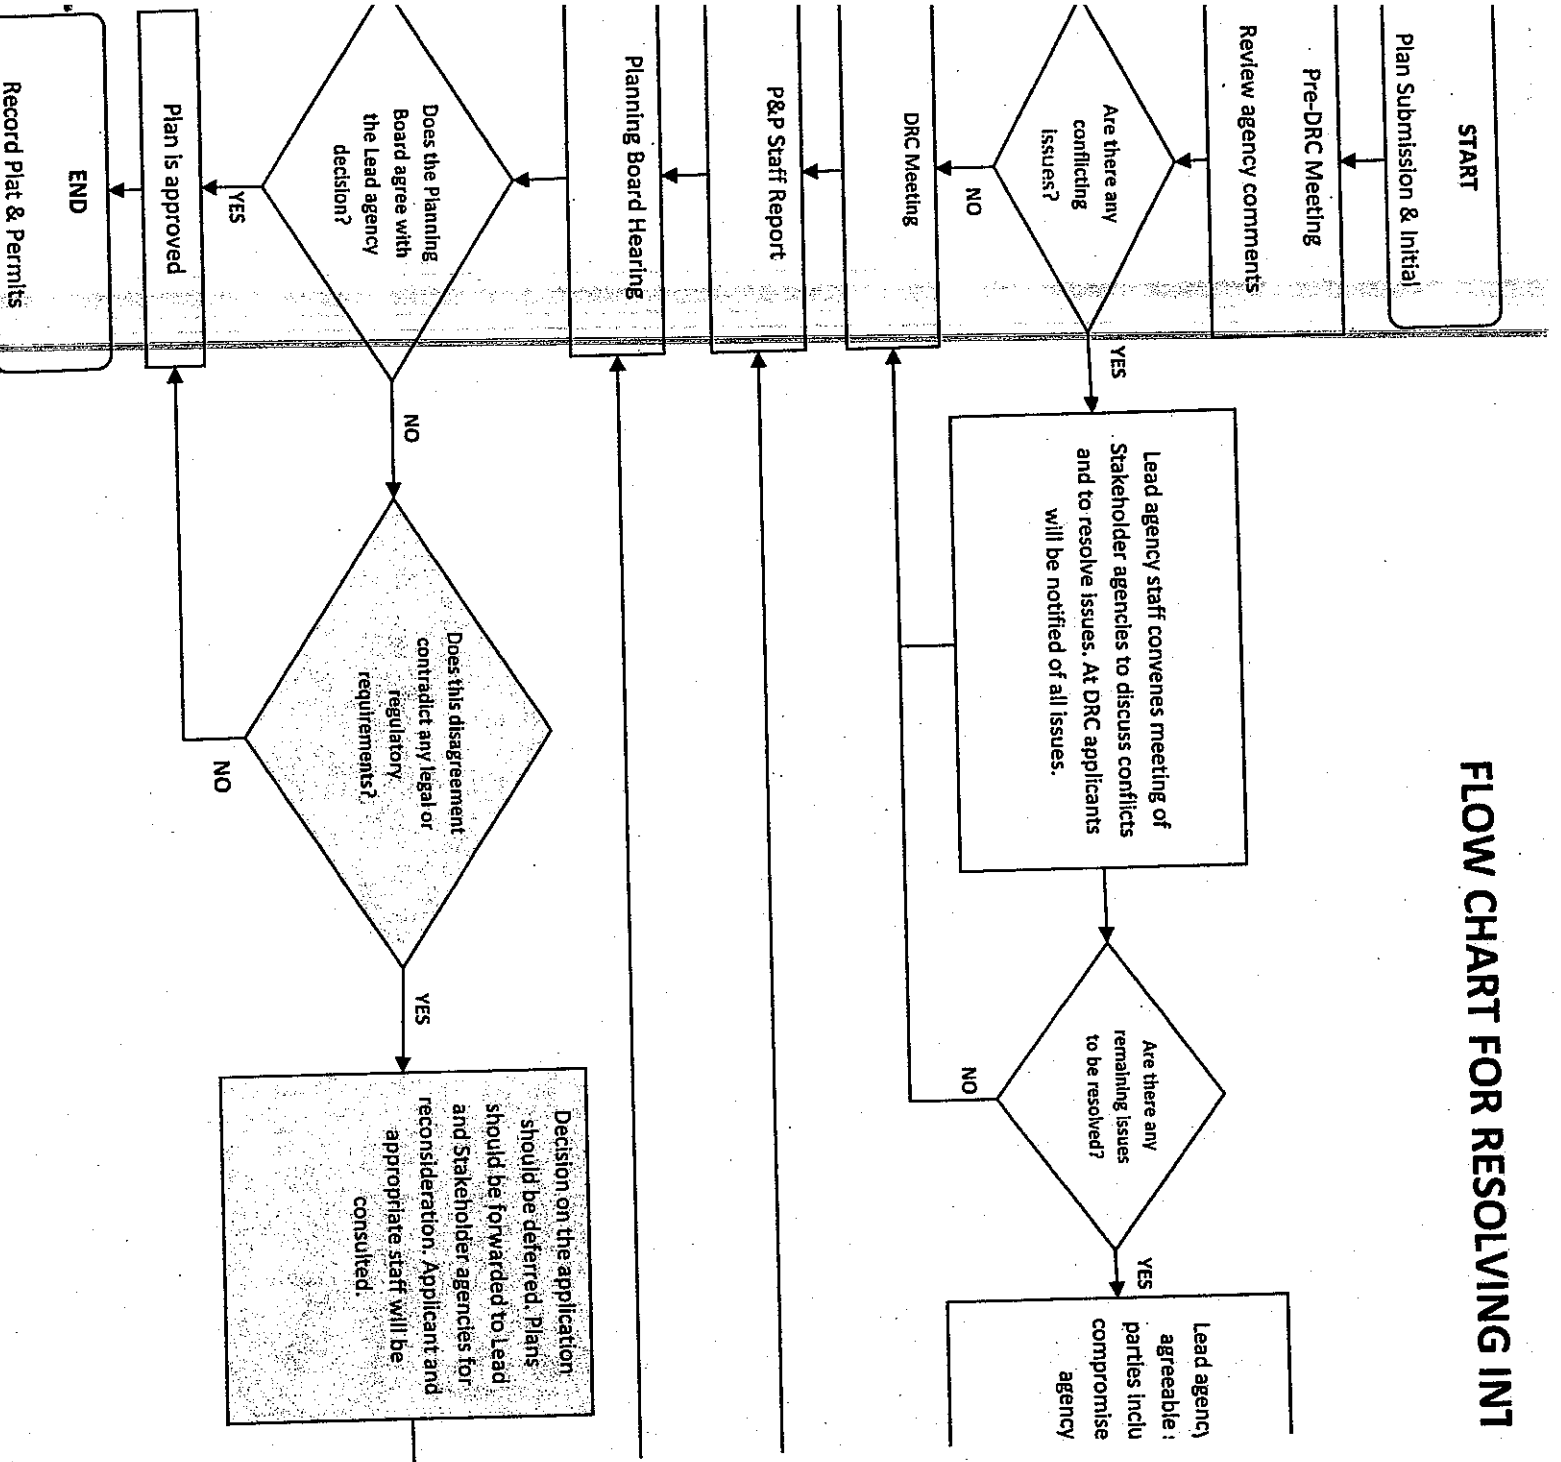 FLOW CHART FOR RESOLVING INT
START
Plan Submission & Initial
Pre-DRC Meeting
Review agency comments
Are there any
conflicting
issues?
YES
NO
Lead agency staff convenes meeting of
Stakeholder agencies to discuss conflicts
and to resolve issues. At DRC applicants
will be notified of all issues.
Are there any
remaining issues
to be resolved?
YES
NO
Lead agency
agreeable
parties inclu
compromise
agency
DRC Meeting
P&P Staff Report
Planning Board Hearing
Does the Planning
Board agree with
the Lead agency
decision?
NO
YES
Does this disagreement
contradict any legal or
regulatory
requirements?
YES
NO
Decision on the application
should be deferred. Plans
should be forwarded to Lead
and Stakeholder agencies for
reconsideration. Applicant and
appropriate staff will be
consulted.
Plan is approved
END
Record Plat & Permits